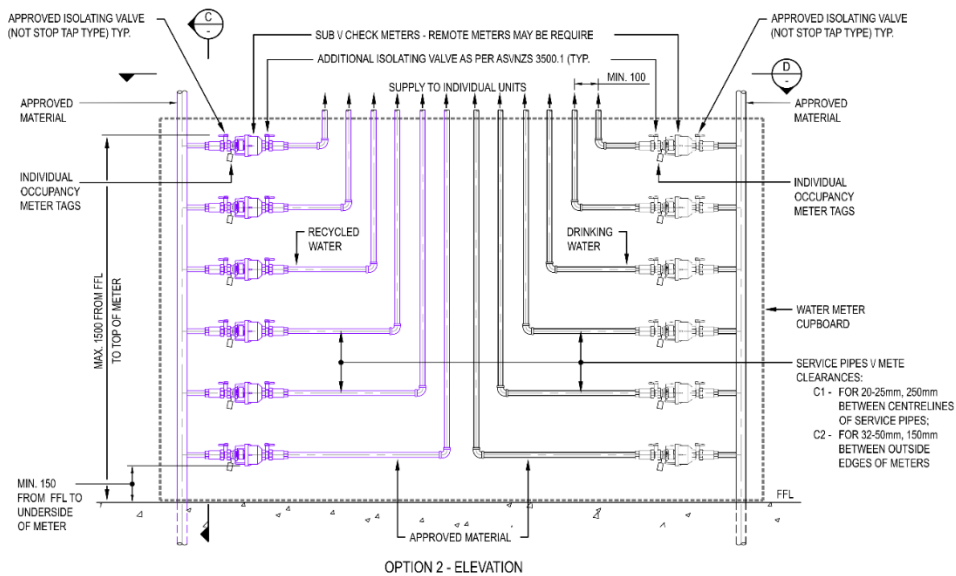 APPROVED ISOLATING VALVE
(NOT STOP TAP TYPE) TYP.
C
-
SUB V CHECK METERS - REMOTE METERS MAY BE REQUIRE
ADDITIONAL ISOLATING VALVE AS PER AS\NZS 3500.1 (TYP.
SUPPLY TO INDIVIDUAL UNITS
MIN. 100
APPROVED ISOLATING VALVE
(NOT STOP TAP TYPE) TYP.
D
-
APPROVED
MATERIAL
APPROVED
MATERIAL
INDIVIDUAL
OCCUPANCY
METER TAGS
INDIVIDUAL
OCCUPANCY
METER TAGS
RECYCLED
WATER
DRINKING
WATER
MAX. 1500 FROM FFL
TO TOP OF METER
WATER METER
CUPBOARD
SERVICE PIPES V METE
CLEARANCES:
C1 - FOR 20-25mm, 250mm
BETWEEN CENTRELINES
OF SERVICE PIPES;
C2 - FOR 32-50mm, 150mm
BETWEEN OUTSIDE
EDGES OF METERS
MIN. 150
FROM FFL TO
UNDERSIDE
OF METER
FFL
APPROVED MATERIAL
OPTION 2 - ELEVATION